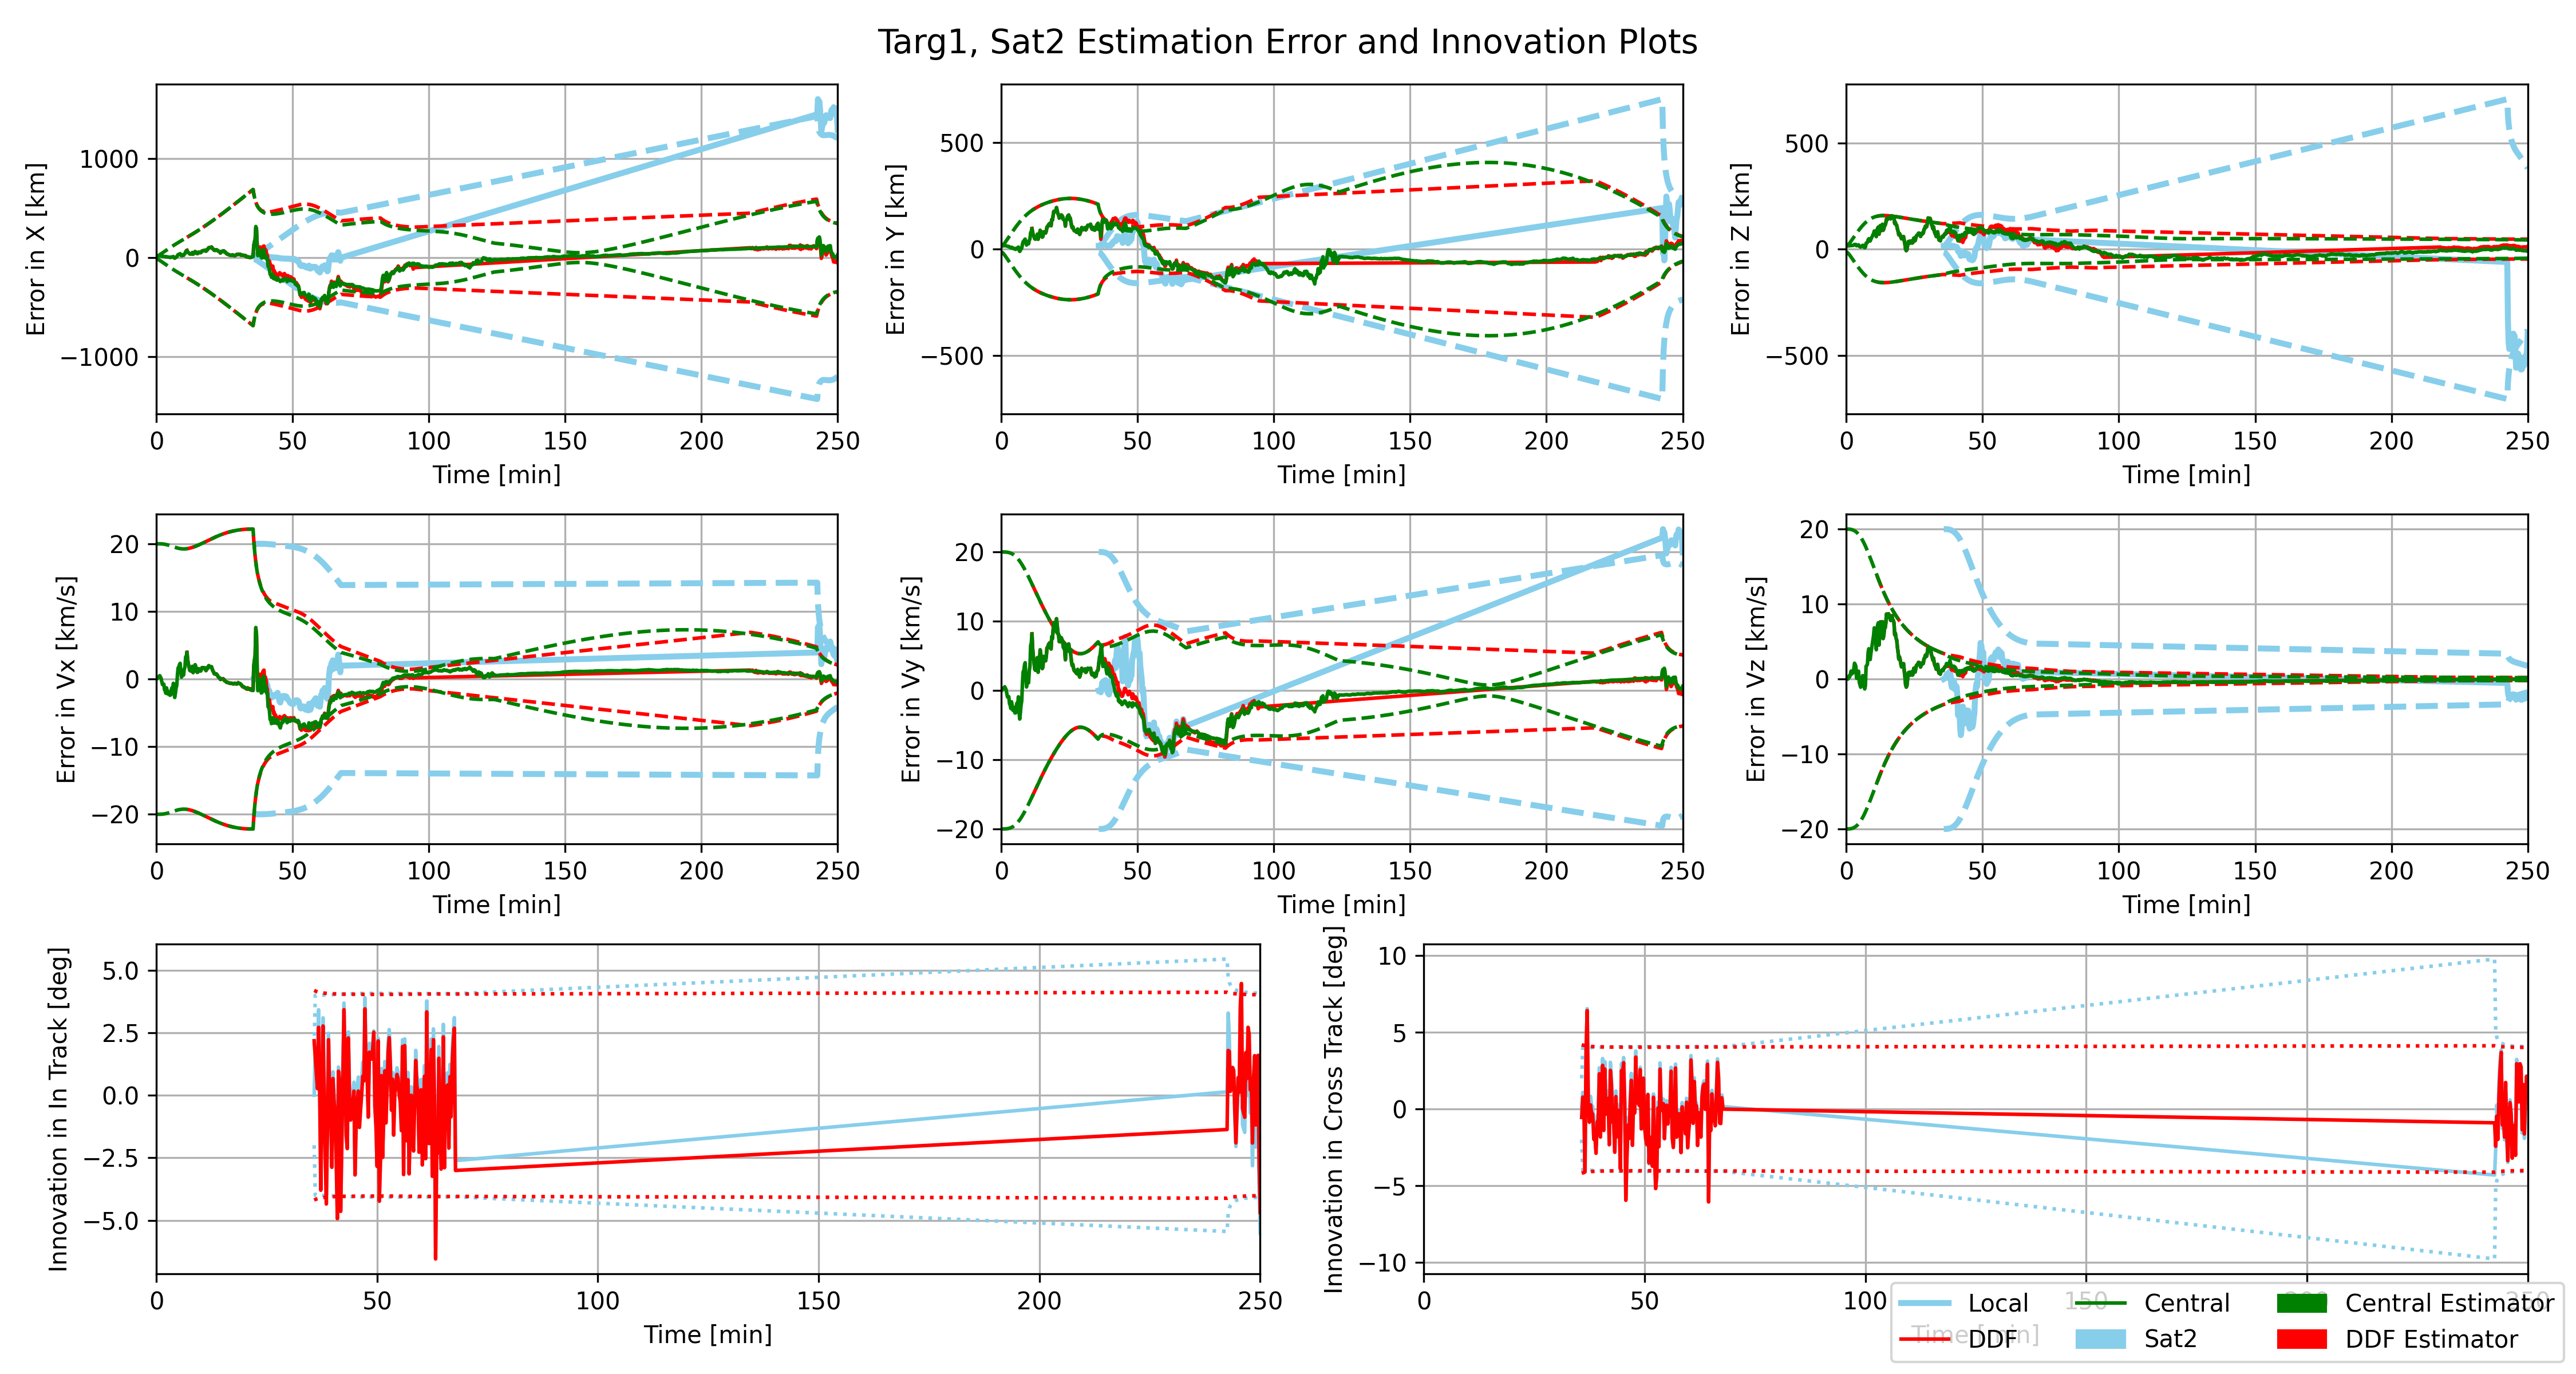 Targ1, Sat2 Estimation Error and Innovation Plots
Error in X [km]
1000
0
−1000
0 50 100 150 200 250
Time [min]
Error in Y [km]
500
0
−500
0 50 100 150 200 250
Time [min]
Error in Z [km]
500
0
−500
0 50 100 150 200 250
Time [min]
Error in Vx [km/s]
20
10
0
−10
−20
0 50 100 150 200 250
Time [min]
Error in Vy [km/s]
20
10
0
−10
−20
0 50 100 150 200 250
Time [min]
Error in Vz [km/s]
20
10
0
−10
−20
0 50 100 150 200 250
Time [min]
Innovation in In Track [deg]
5.0
2.5
0.0
−2.5
−5.0
0 50 100 150 200 250
Time [min]
Innovation in Cross Track [deg]
10
5
0
−5
−10
0 50 100 150 200 250
Time [min]
Local Central Central Estimator
DDF Sat2 DDF Estimator